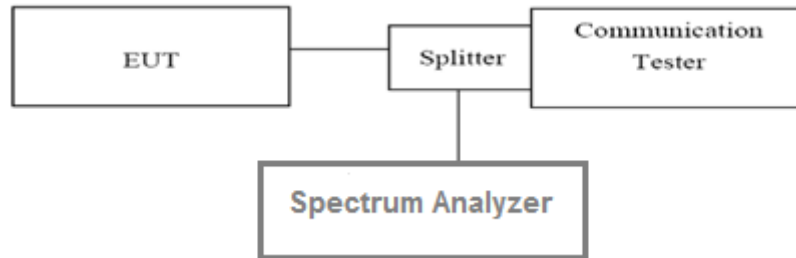 EUT
Splitter
Communication
Tester
Spectrum Analyzer